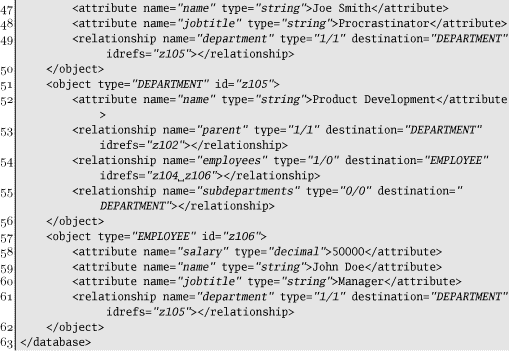 47 <attribute name="name" type="string">Joe Smith</attribute>
48 <attribute name="jobtitle" type="string">Procrastinator</attribute>
49 <relationship name="department" type="1/1" destination="DEPARTMENT"
idrefs="z105"></relationship>
50 </object>
51 <object type="DEPARTMENT" id="z105">
52 <attribute name="name" type="string">Product Development</attribute
>
53 <relationship name="parent" type="1/1" destination="DEPARTMENT"
idrefs="z102"></relationship>
54 <relationship name="employees" type="1/0" destination="EMPLOYEE"
idrefs="z104␣z106"></relationship>
55 <relationship name="subdepartments" type="0/0" destination="
DEPARTMENT"></relationship>
56 </object>
57 <object type="EMPLOYEE" id="z106">
58 <attribute name="salary" type="decimal">50000</attribute>
59 <attribute name="name" type="string">John Doe</attribute>
60 <attribute name="jobtitle" type="string">Manager</attribute>
61 <relationship name="department" type="1/1" destination="DEPARTMENT"
idrefs="z105"></relationship>
62 </object>
63 </database>